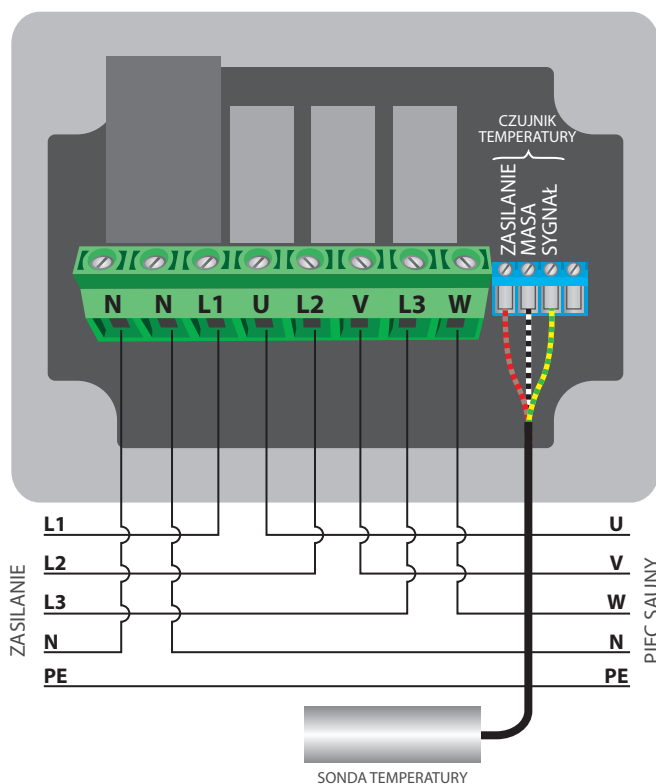 CZUJNIK
TEMPERATURY
ZASILANIE
MASA
SYGNAŁ
N N L1 U L2 V L3 W
L1 U
L2 V
L3 W
N N
PE PE
ZASILANIE
PIEC SAUNY
SONDA TEMPERATURY